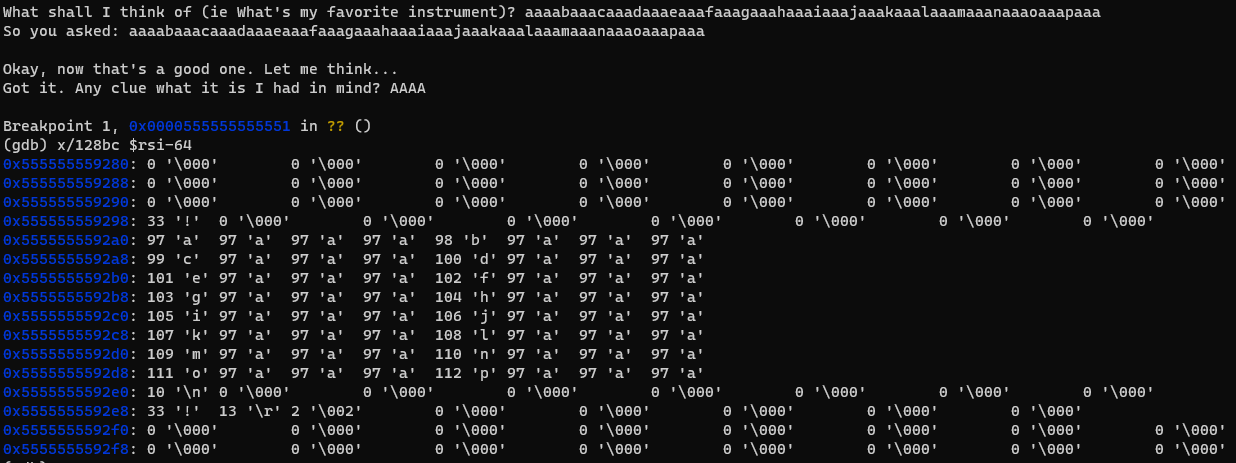 What shall I think of (ie What's my favorite instrument)? aaaabaaacaaadaaaeaaafaaagaaahaaaiaaajaaakaaalaaamaaanaaaoaaapaaa
So you asked: aaaabaaacaaadaaaeaaafaaagaaahaaaiaaajaaakaaalaaamaaanaaaoaaapaaa
Okay, now that's a good one. Let me think...
Got it. Any clue what it is I had in mind? AAAA
Breakpoint 1, 0x0000555555555551 in ?? ()
(gdb) x/128bc $rsi-64
0x555555559280: 0 '\000' 0 '\000' 0 '\000' 0 '\000' 0 '\000' 0 '\000' 0 '\000' 0 '\000'
0x555555559288: 0 '\000' 0 '\000' 0 '\000' 0 '\000' 0 '\000' 0 '\000' 0 '\000' 0 '\000'
0x555555559290: 0 '\000' 0 '\000' 0 '\000' 0 '\000' 0 '\000' 0 '\000' 0 '\000' 0 '\000'
0x555555559298: 33 '!' 0 '\000' 0 '\000' 0 '\000' 0 '\000' 0 '\000' 0 '\000' 0 '\000'
0x5555555592a0: 97 'a' 97 'a' 97 'a' 97 'a' 98 'b' 97 'a' 97 'a' 97 'a'
0x5555555592a8: 99 'c' 97 'a' 97 'a' 97 'a' 100 'd' 97 'a' 97 'a' 97 'a'
0x5555555592b0: 101 'e' 97 'a' 97 'a' 97 'a' 102 'f' 97 'a' 97 'a' 97 'a'
0x5555555592b8: 103 'g' 97 'a' 97 'a' 97 'a' 104 'h' 97 'a' 97 'a' 97 'a'
0x5555555592c0: 105 'i' 97 'a' 97 'a' 97 'a' 106 'j' 97 'a' 97 'a' 97 'a'
0x5555555592c8: 107 'k' 97 'a' 97 'a' 97 'a' 108 'l' 97 'a' 97 'a' 97 'a'
0x5555555592d0: 109 'm' 97 'a' 97 'a' 97 'a' 110 'n' 97 'a' 97 'a' 97 'a'
0x5555555592d8: 111 'o' 97 'a' 97 'a' 97 'a' 112 'p' 97 'a' 97 'a' 97 'a'
0x5555555592e0: 10 '\n' 0 '\000' 0 '\000' 0 '\000' 0 '\000' 0 '\000' 0 '\000' 0 '\000'
0x5555555592e8: 33 '!' 13 '\r' 2 '\002' 0 '\000' 0 '\000' 0 '\000' 0 '\000' 0 '\000'
0x5555555592f0: 0 '\000' 0 '\000' 0 '\000' 0 '\000' 0 '\000' 0 '\000' 0 '\000' 0 '\000'
0x5555555592f8: 0 '\000' 0 '\000' 0 '\000' 0 '\000' 0 '\000' 0 '\000' 0 '\000' 0 '\000'